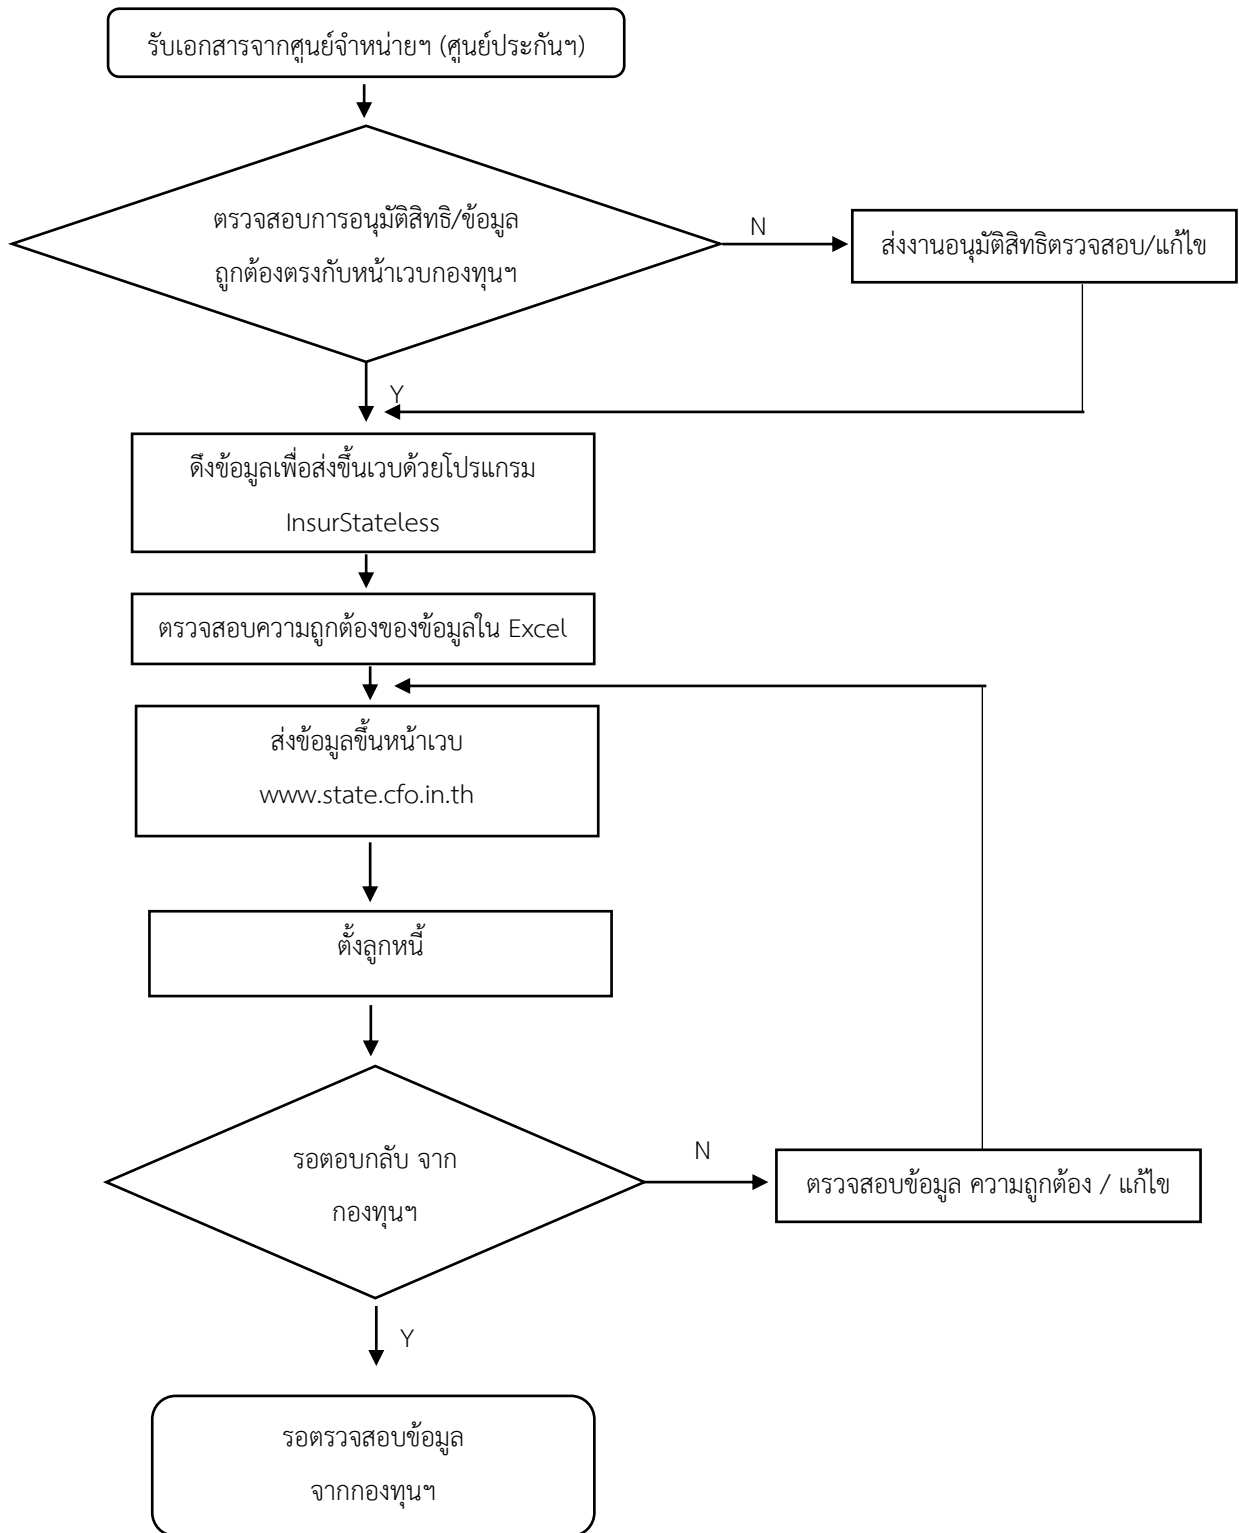 รับเอกสารจากศูนย์จำหน่ายฯ (ศูนย์ประกันฯ)
ตรวจสอบการอนุมัติสิทธิ/ข้อมูล
ถูกต้องตรงกับหน้าเวบกองทุนฯ
N
ส่งงานอนุมัติสิทธิตรวจสอบ/แก้ไข
Y
ดึงข้อมูลเพื่อส่งขึ้นเวบด้วยโปรแกรม
InsurStateless
ตรวจสอบความถูกต้องของข้อมูลใน Excel
ส่งข้อมูลขึ้นหน้าเวบ
www.state.cfo.in.th
ตั้งลูกหนี้
รอตอบกลับ จาก
กองทุนฯ
N
ตรวจสอบข้อมูล ความถูกต้อง / แก้ไข
Y
รอตรวจสอบข้อมูล
จากกองทุนฯ